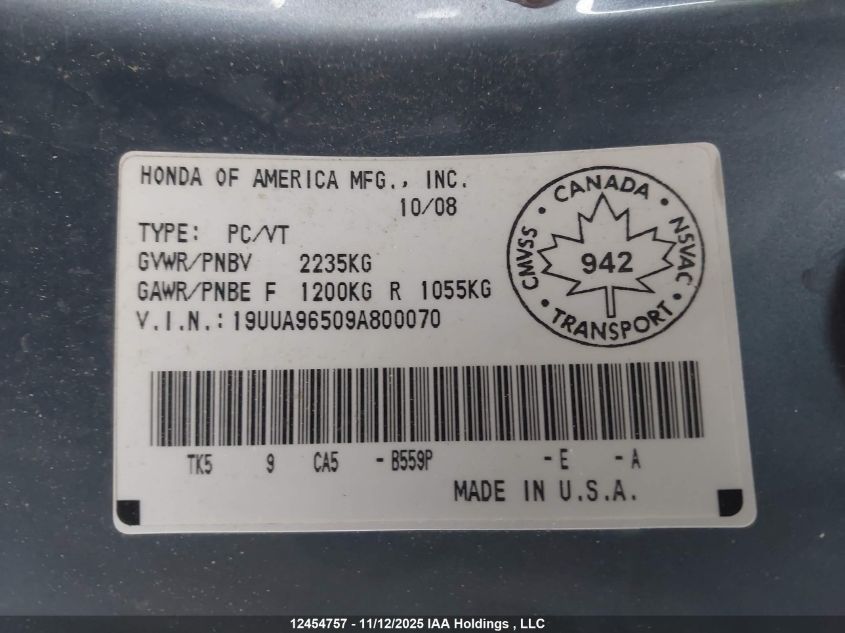 HONDA OF AMERICA MFG., INC.
10/08
TYPE: PC/VT
GVWR/PNBV 2235KG
GAWR/PNBE F 1200KG R 1055KG
V.I.N.: 19UUA96509A800070
CANADA
CMVSS
NSVAC
942
TRANSPORT
TK5 9 CA5 - B559P - E - A
MADE IN U.S.A.
12454757 - 11/12/2025 IAA Holdings , LLC